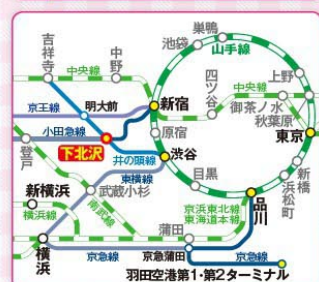 吉祥寺
中野
池袋
巣鴨
山手線
中央線
京王線
明大前
新宿
四ツ谷
中央線
上野
御茶ノ水
秋葉原
小田急線
下北沢
原宿
東京
登戸
井の頭線
渋谷
東横線
目黒
新橋
浜松町
新横浜
武蔵小杉
品川
横浜線
南武線
京浜東北線
東海道本線
蒲田
横浜
京急線
京急蒲田
京急線
羽田空港第1・第2ターミナル